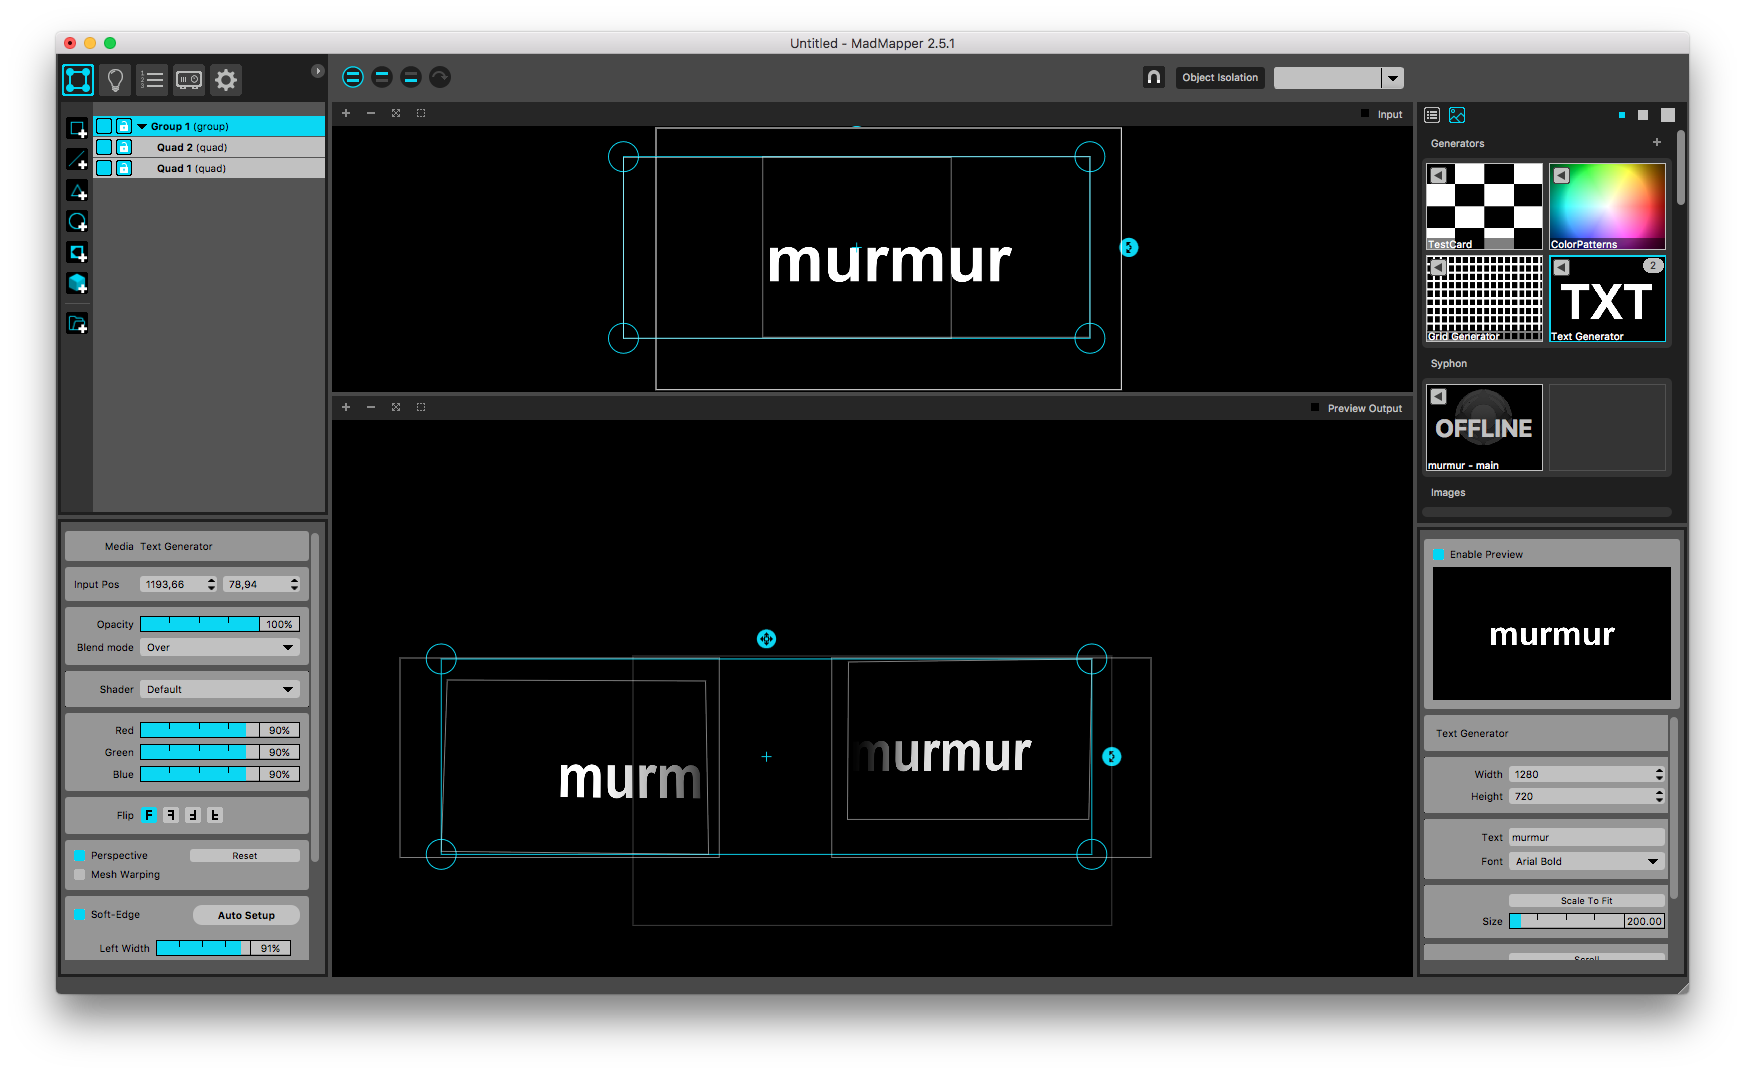 Untitled - MadMapper 2.5.1
Object Isolation
Group 1 (group)
Quad 2 (quad)
Quad 1 (quad)
Input
murmur
Preview Output
murm
murmur
Generators
TestCard
ColorPatterns
Grid Generator
2
TXT
Text Generator
Syphon
OFFLINE
murmur - main
Images
Media Text Generator
Input Pos 1193,66 78,94
Opacity 100%
Blend mode Over
Shader Default
Red 90%
Green 90%
Blue 90%
Flip F F F F
Perspective Reset
Mesh Warping
Soft-Edge Auto Setup
Left Width 91%
Enable Preview
murmur
Text Generator
Width 1280
Height 720
Text murmur
Font Arial Bold
Scale To Fit
Size 200.00
Scroll